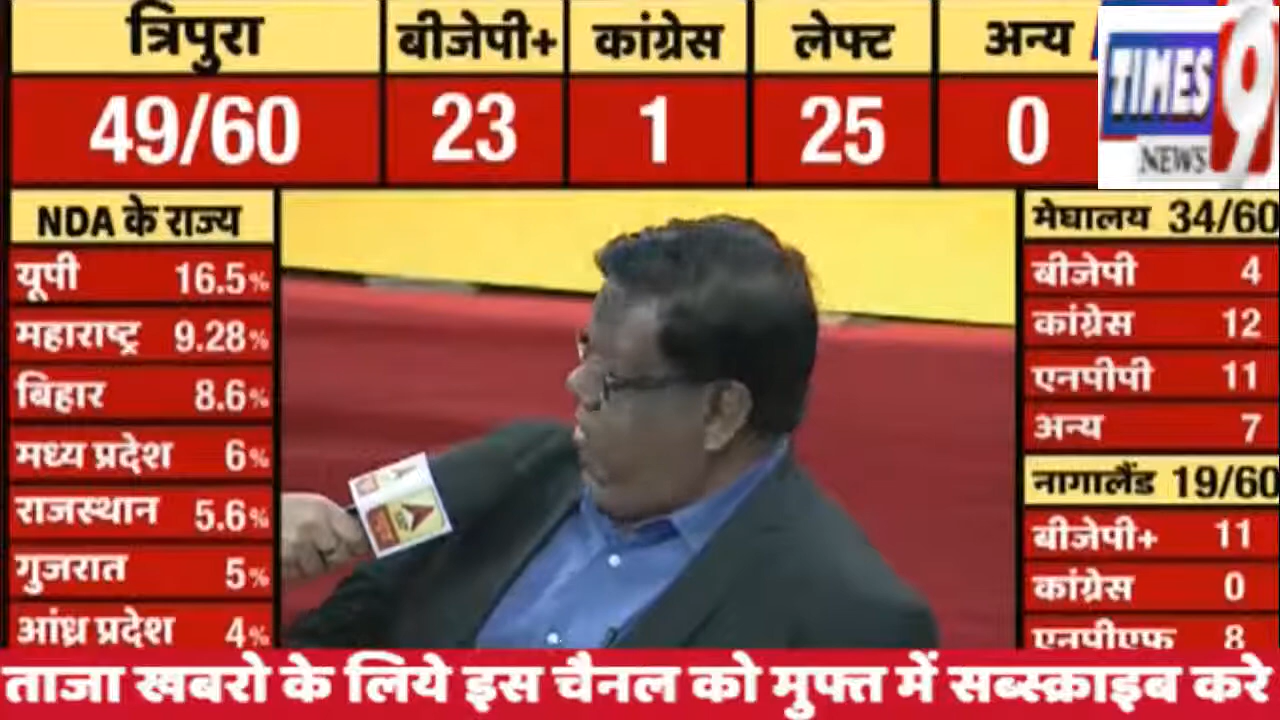 त्रिपुरा बीजेपी+ कांग्रेस लेफ्ट अन्य
49/60 23 1 25 0
TIMES 9
NEWS
NDA के राज्य
यूपी 16.5%
महाराष्ट्र 9.28%
बिहार 8.6%
मध्य प्रदेश 6%
राजस्थान 5.6%
गुजरात 5%
आंध्र प्रदेश 4%
मेघालय 34/60
बीजेपी 4
कांग्रेस 12
एनपीपी 11
अन्य 7
नागालैंड 19/60
बीजेपी+ 11
कांग्रेस 0
एनपीएफ 8
ताजा खबरो के लिये इस चैनल को मुफ्त में सब्स्क्राइब करे